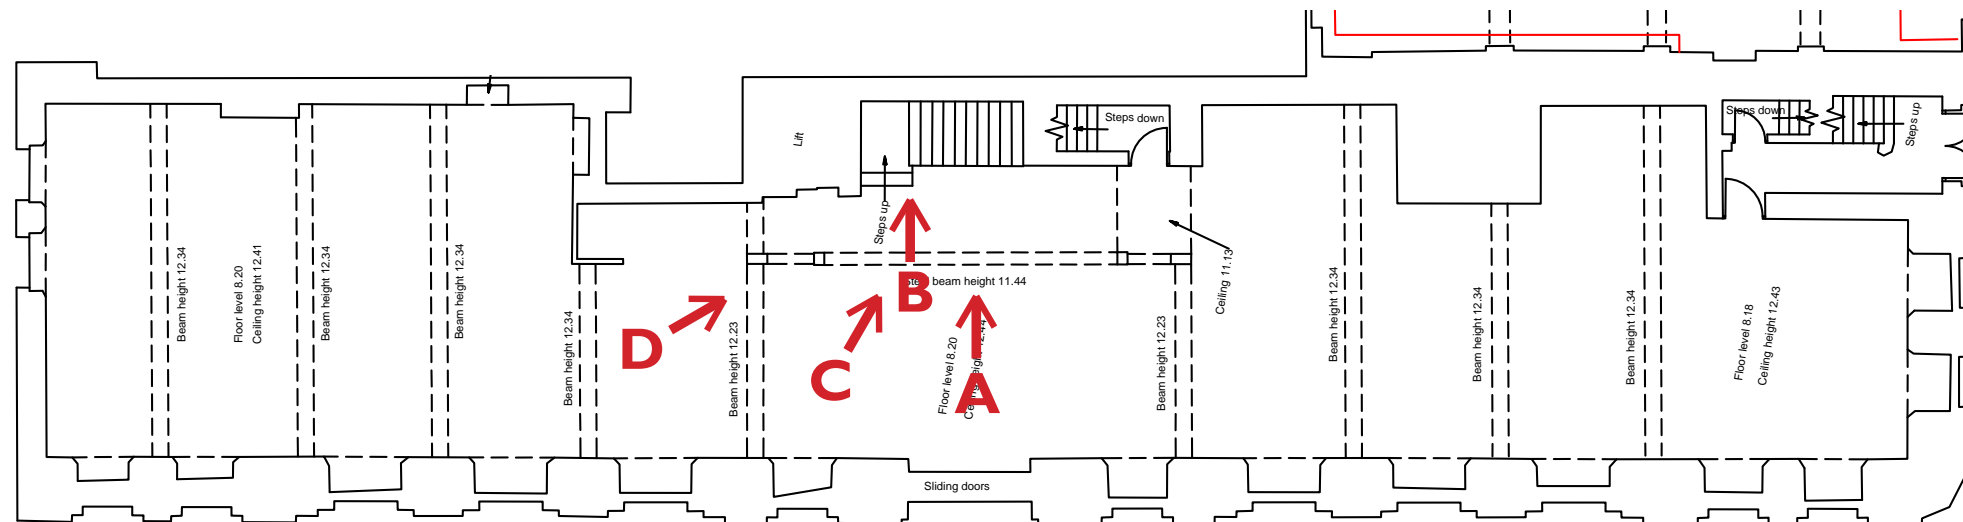 Steps down
Steps down
Steps up
Lift
Steps up
Beam height 12.34
Floor level 8.20
Ceiling height 12.41
Beam height 12.34
Beam height 12.34
Beam height 12.34
D
Beam height 12.23
C
B
beam height 11.44
A
Floor level 8.20
Beam height 12.23
Ceiling 11.13
Beam height 12.34
Beam height 12.34
Beam height 12.34
Floor level 8.18
Ceiling height 12.43
Sliding doors